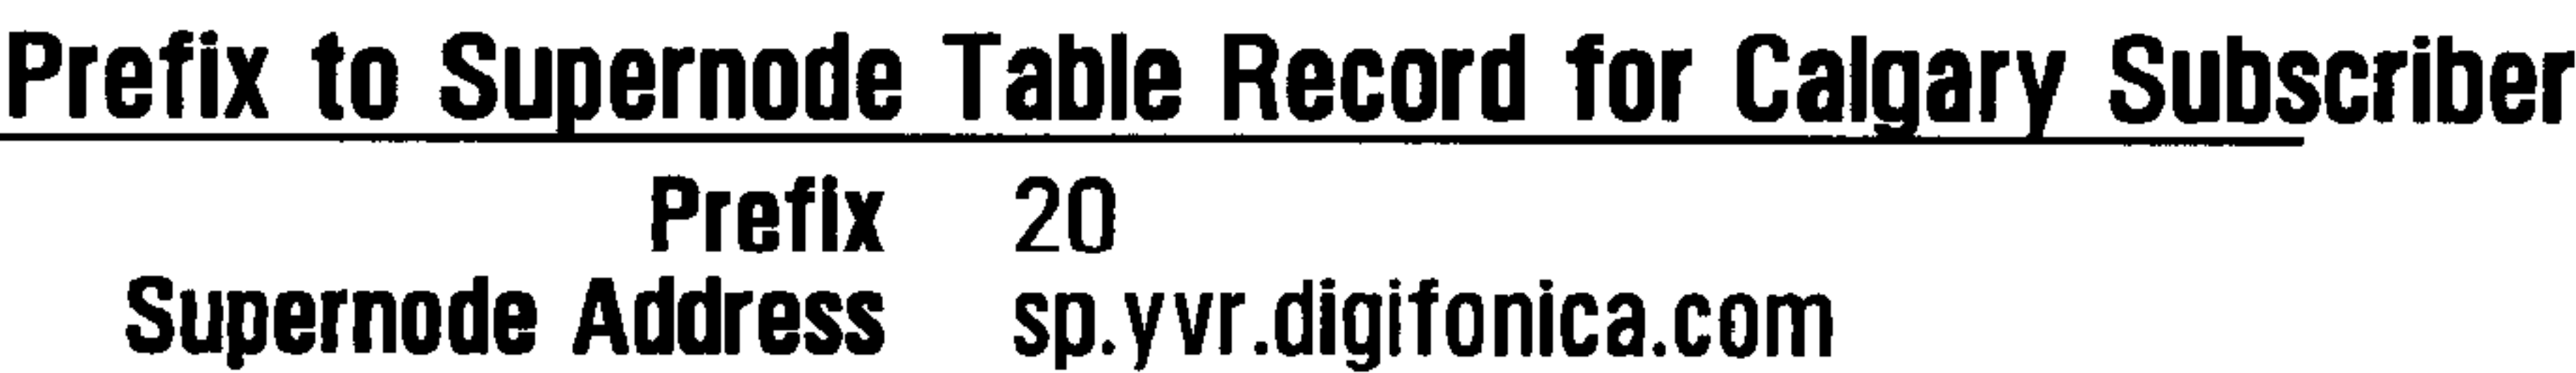 Prefix to Supernode Table Record for Calgary Subscriber
Prefix 20
Supernode Address sp.yvr.digifonica.com